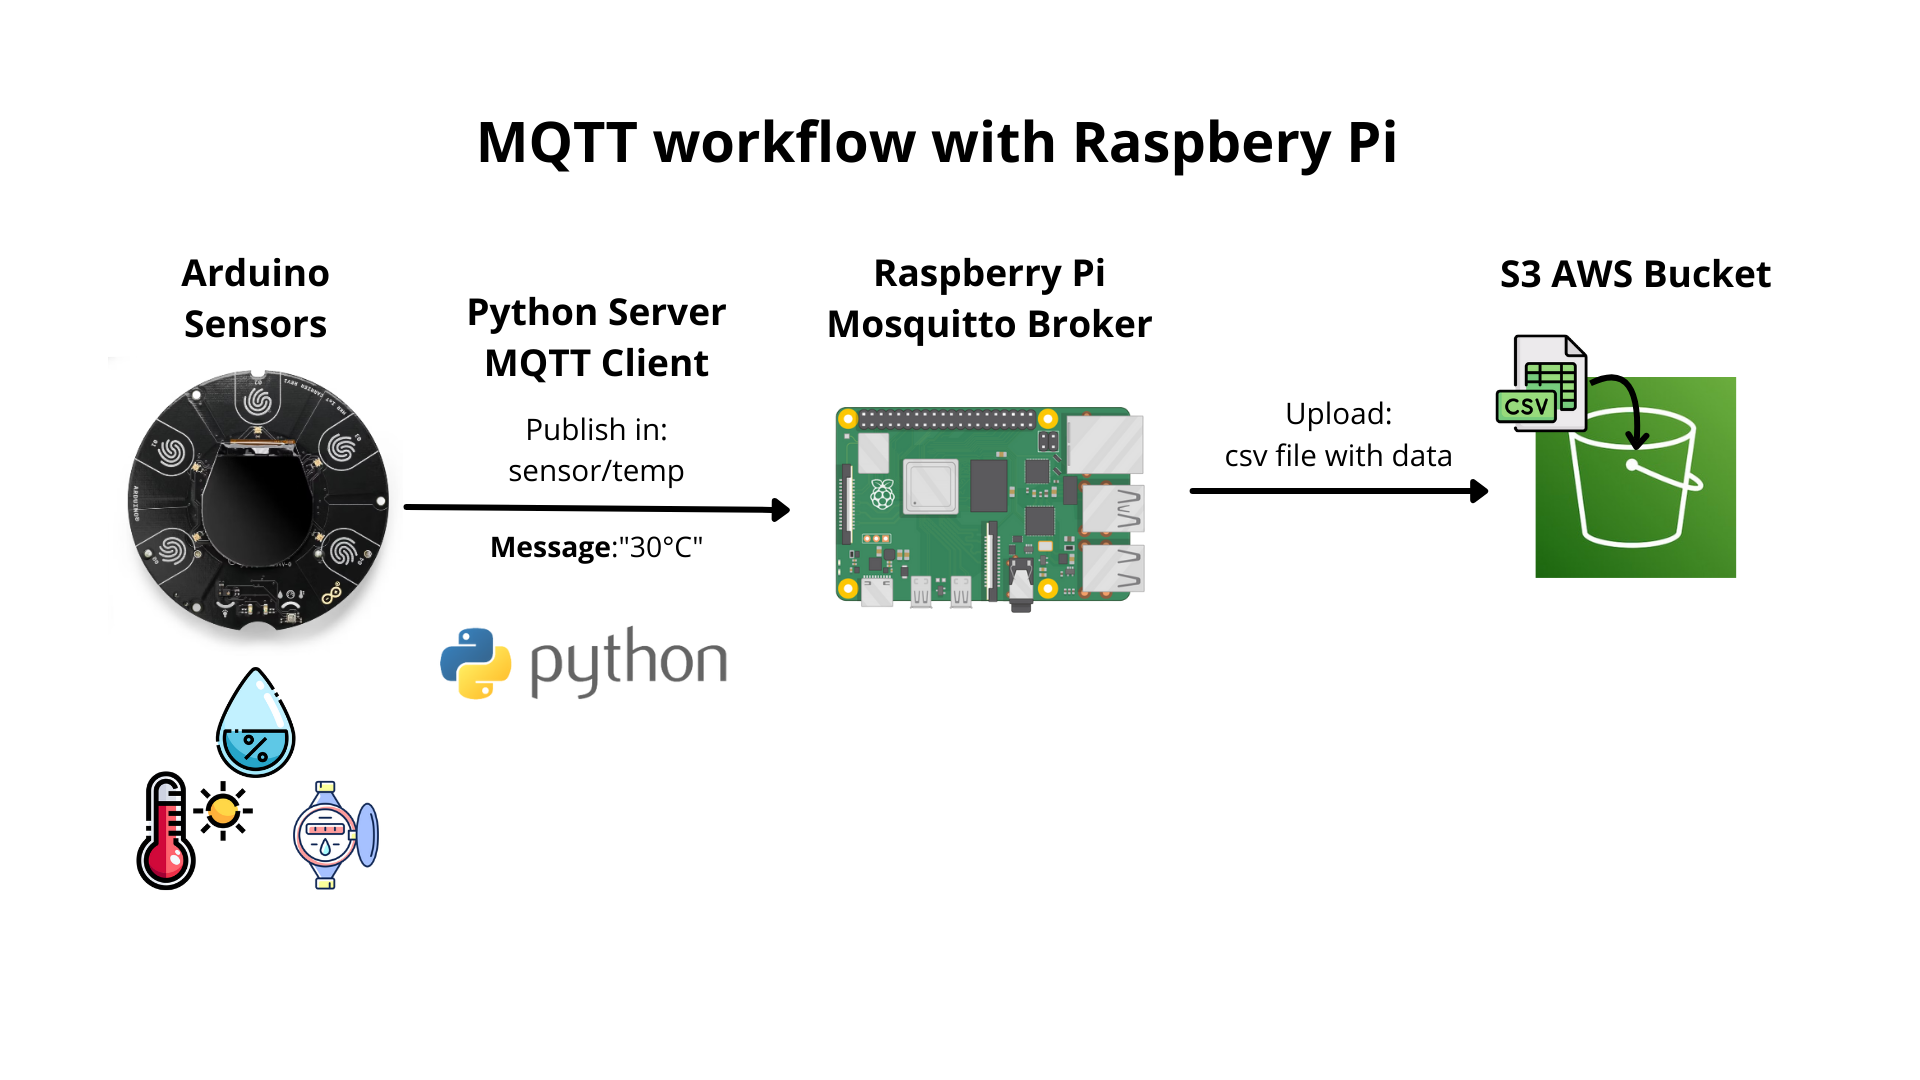 MQTT workflow with Raspbery Pi
Arduino
Sensors
Python Server
MQTT Client
Publish in:
sensor/temp
Message:"30°C"
python
Raspberry Pi
Mosquitto Broker
Upload:
csv file with data
S3 AWS Bucket
CSV